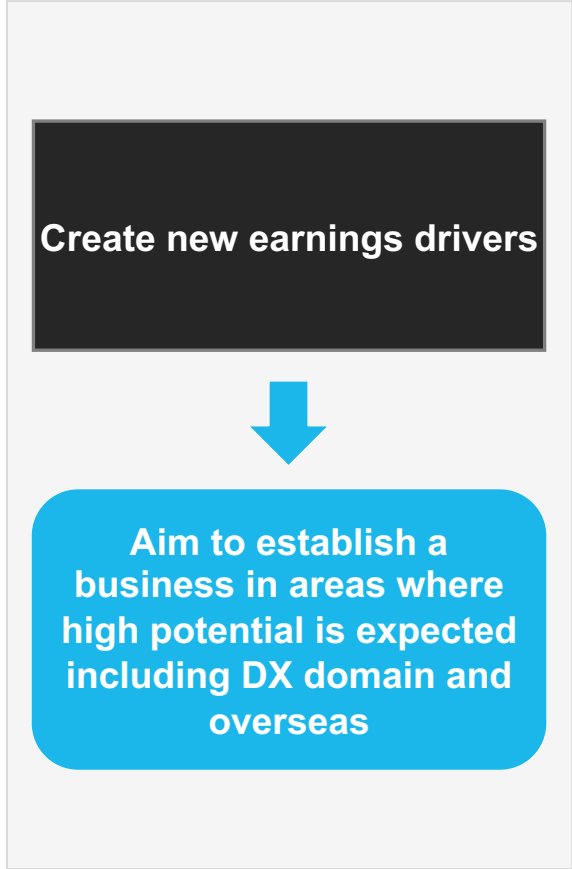 Create new earnings drivers
Aim to establish a
business in areas where
high potential is expected
including DX domain and
overseas